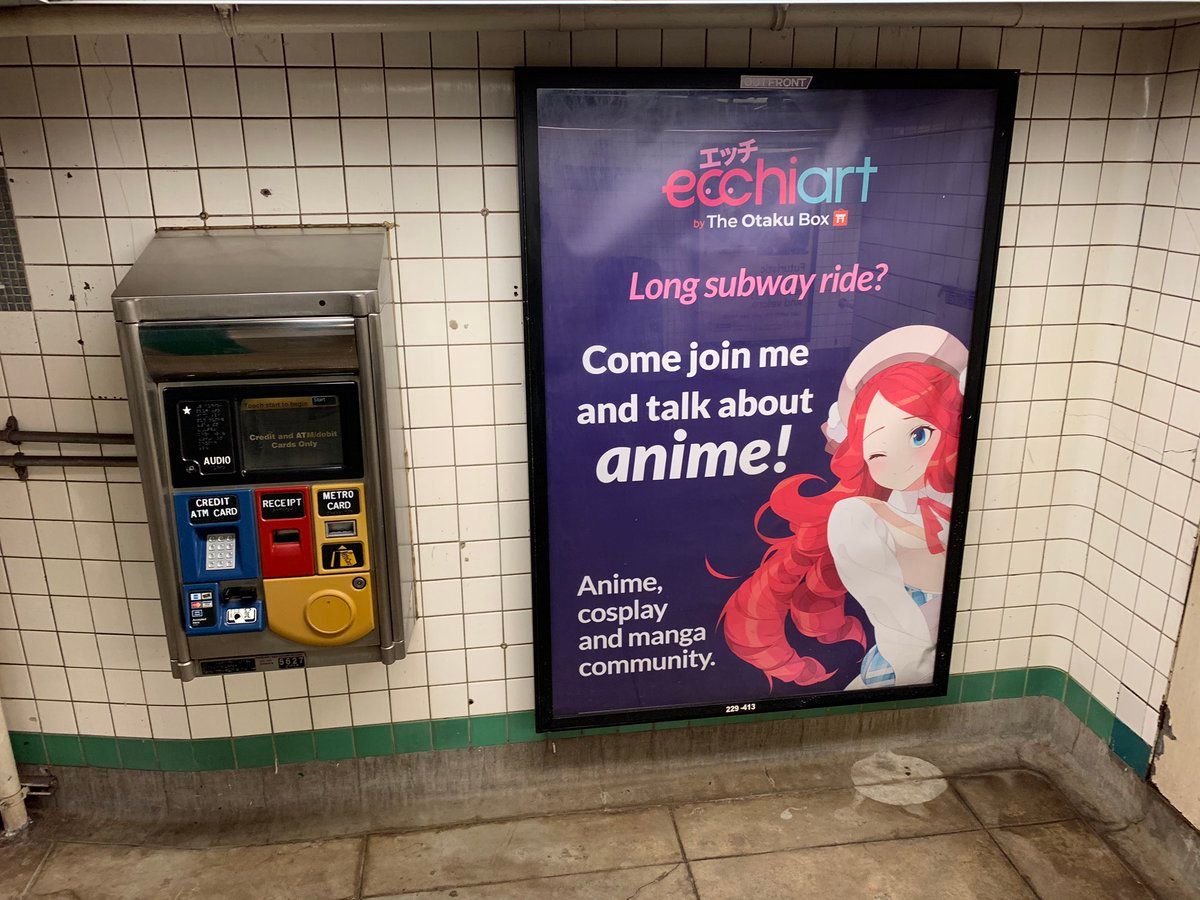 OUTFRONT
エッチ
ecchiart
by The Otaku Box
Long subway ride?
Come join me
and talk about
anime!
Anime,
cosplay
and manga
community.
229-413
Touch start to begin
Start
Credit and ATM/debit
Cards Only
AUDIO
CREDIT
ATM CARD
RECEIPT
METRO
CARD
5627